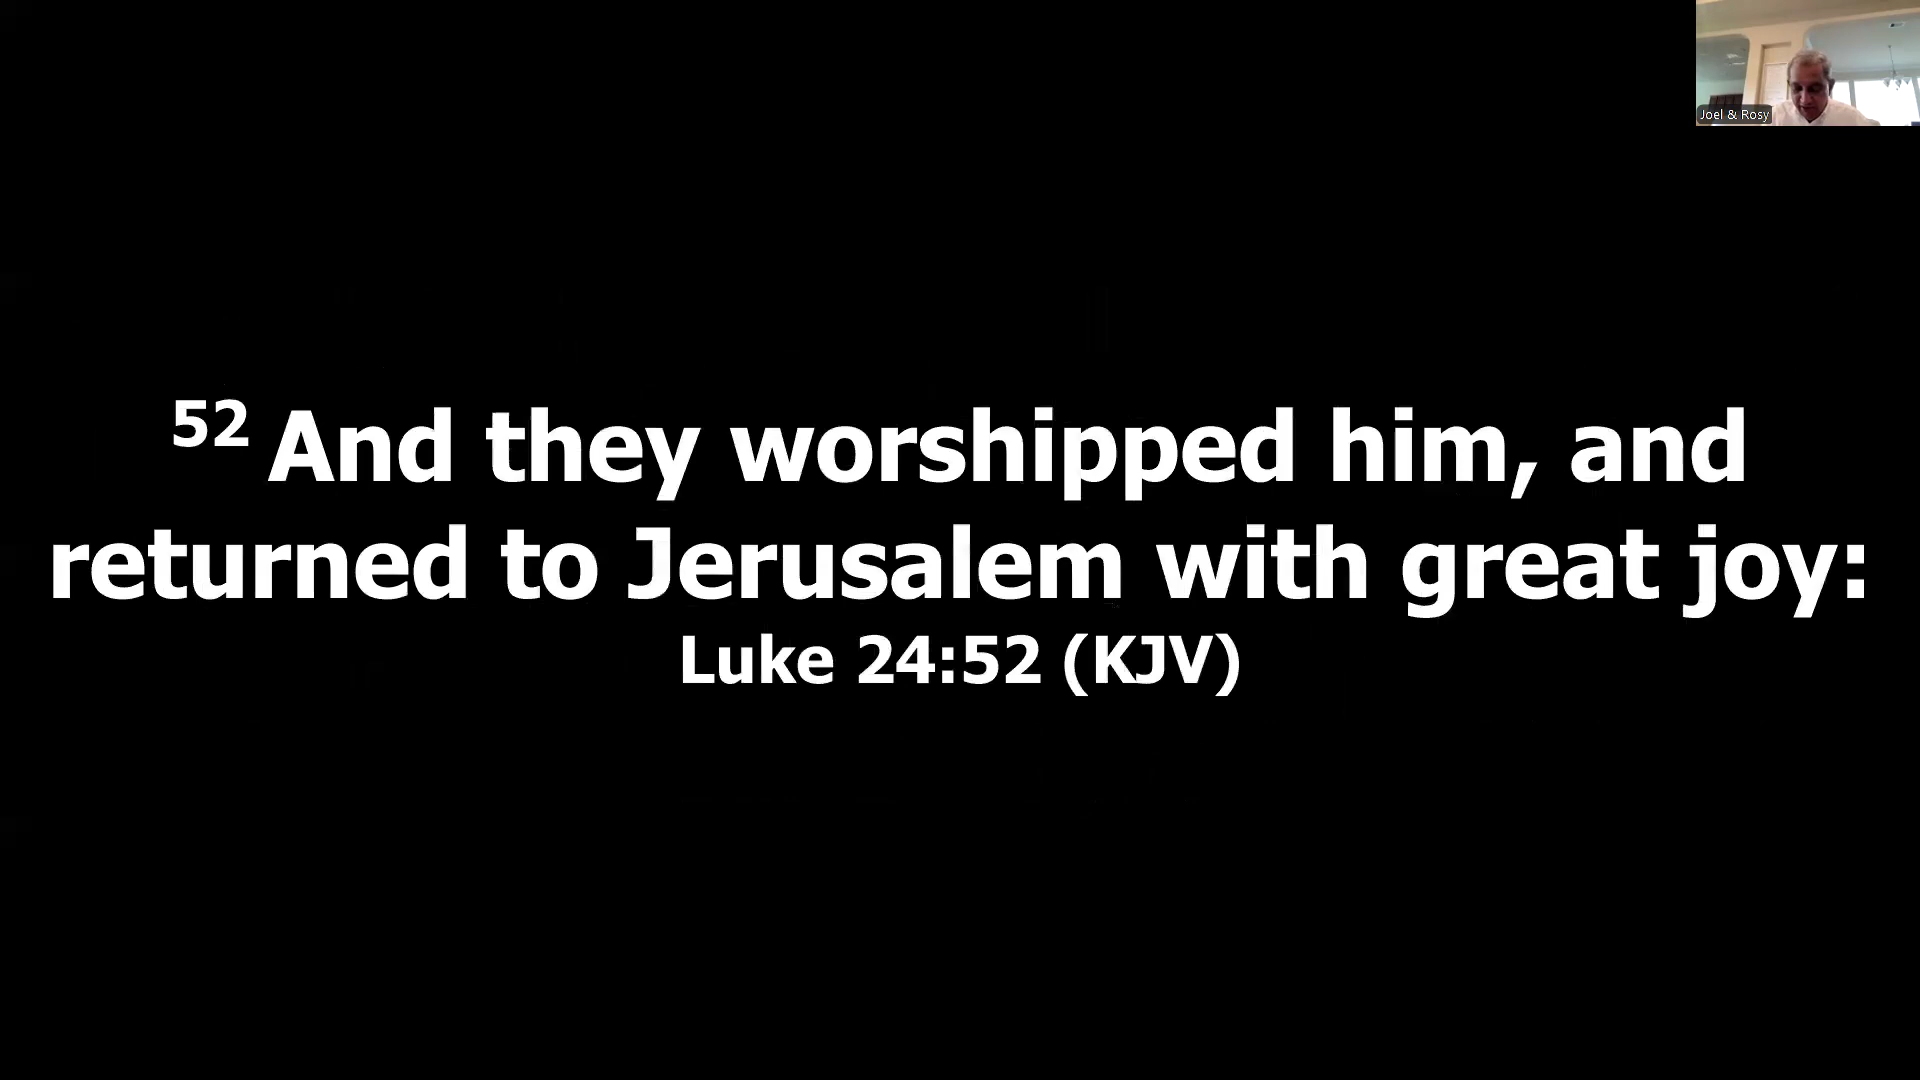 Joel & Rosy
52 And they worshipped him, and
returned to Jerusalem with great joy:
Luke 24:52 (KJV)